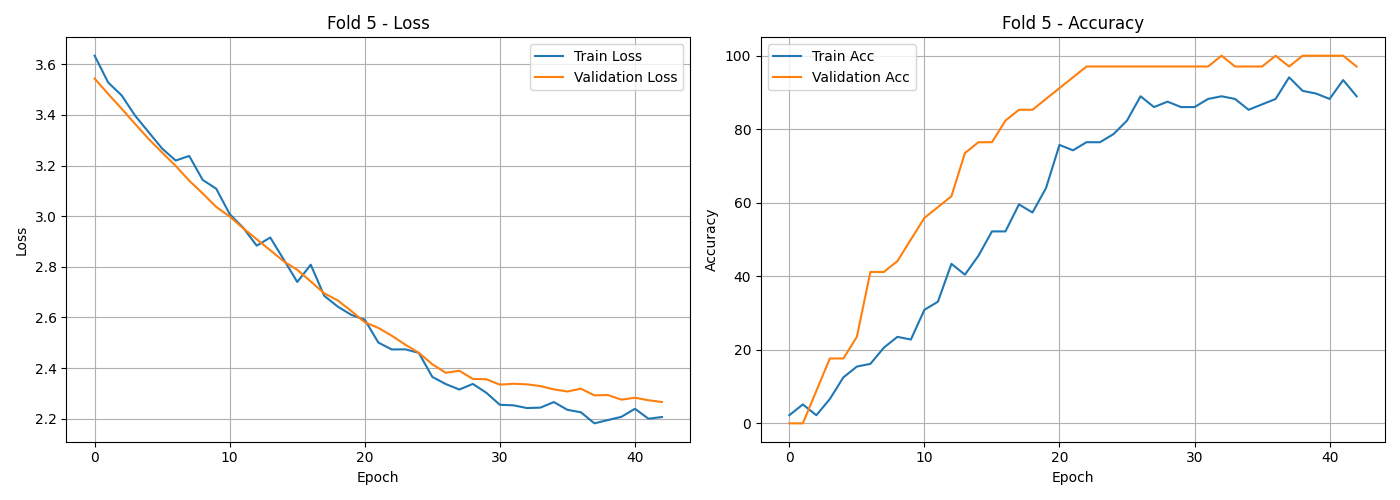 Fold 5 - Loss
Train Loss
Validation Loss
3.6
3.4
3.2
3.0
2.8
2.6
2.4
2.2
Loss
0 10 20 30 40
Epoch
Fold 5 - Accuracy
Train Acc
Validation Acc
100
80
60
40
20
0
Accuracy
0 10 20 30 40
Epoch